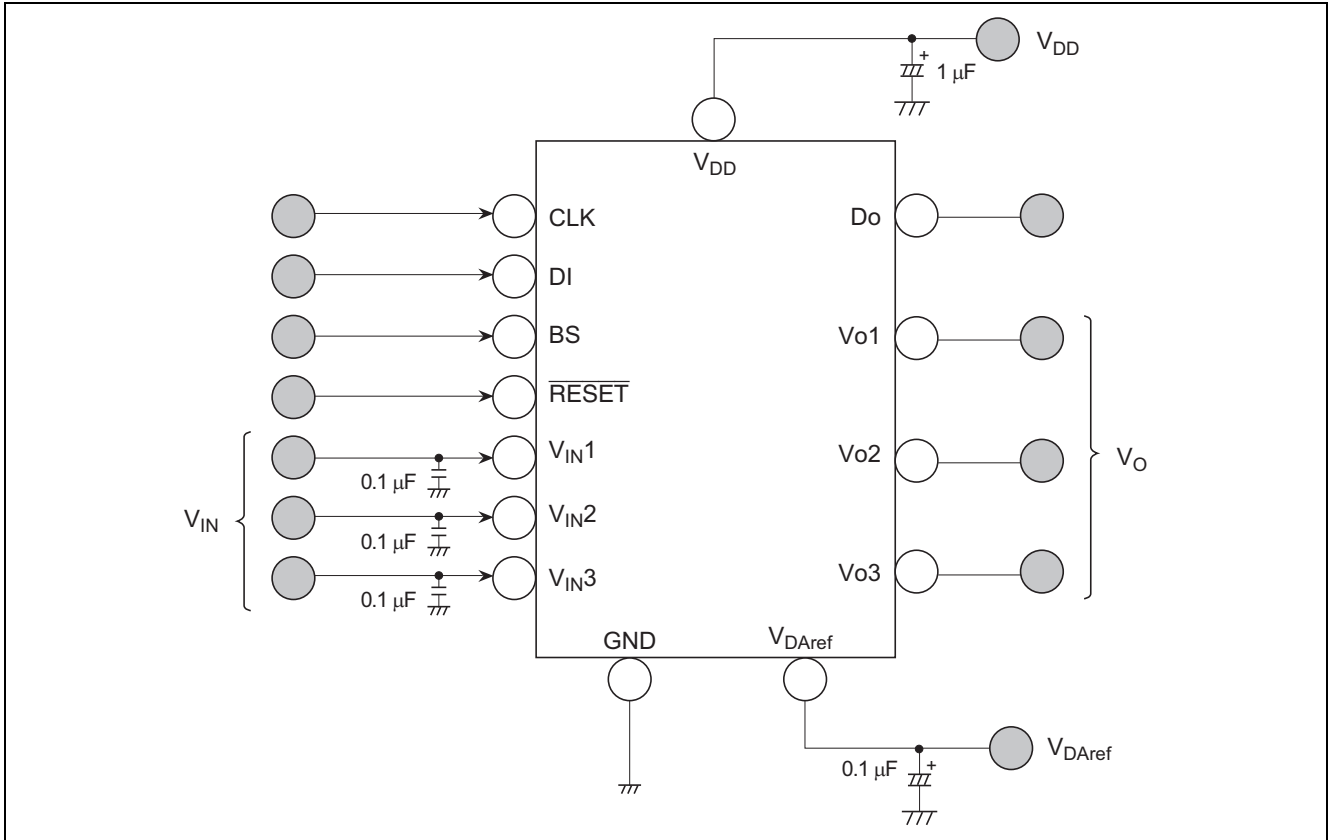 V_DD
+
1 μF
V_DD
CLK
Do
DI
BS
Vo1
RESET
V_IN1
0.1 μF
Vo2
V_O
V_IN
V_IN2
0.1 μF
V_IN3
Vo3
0.1 μF
GND
V_DAref
V_DAref
0.1 μF
+